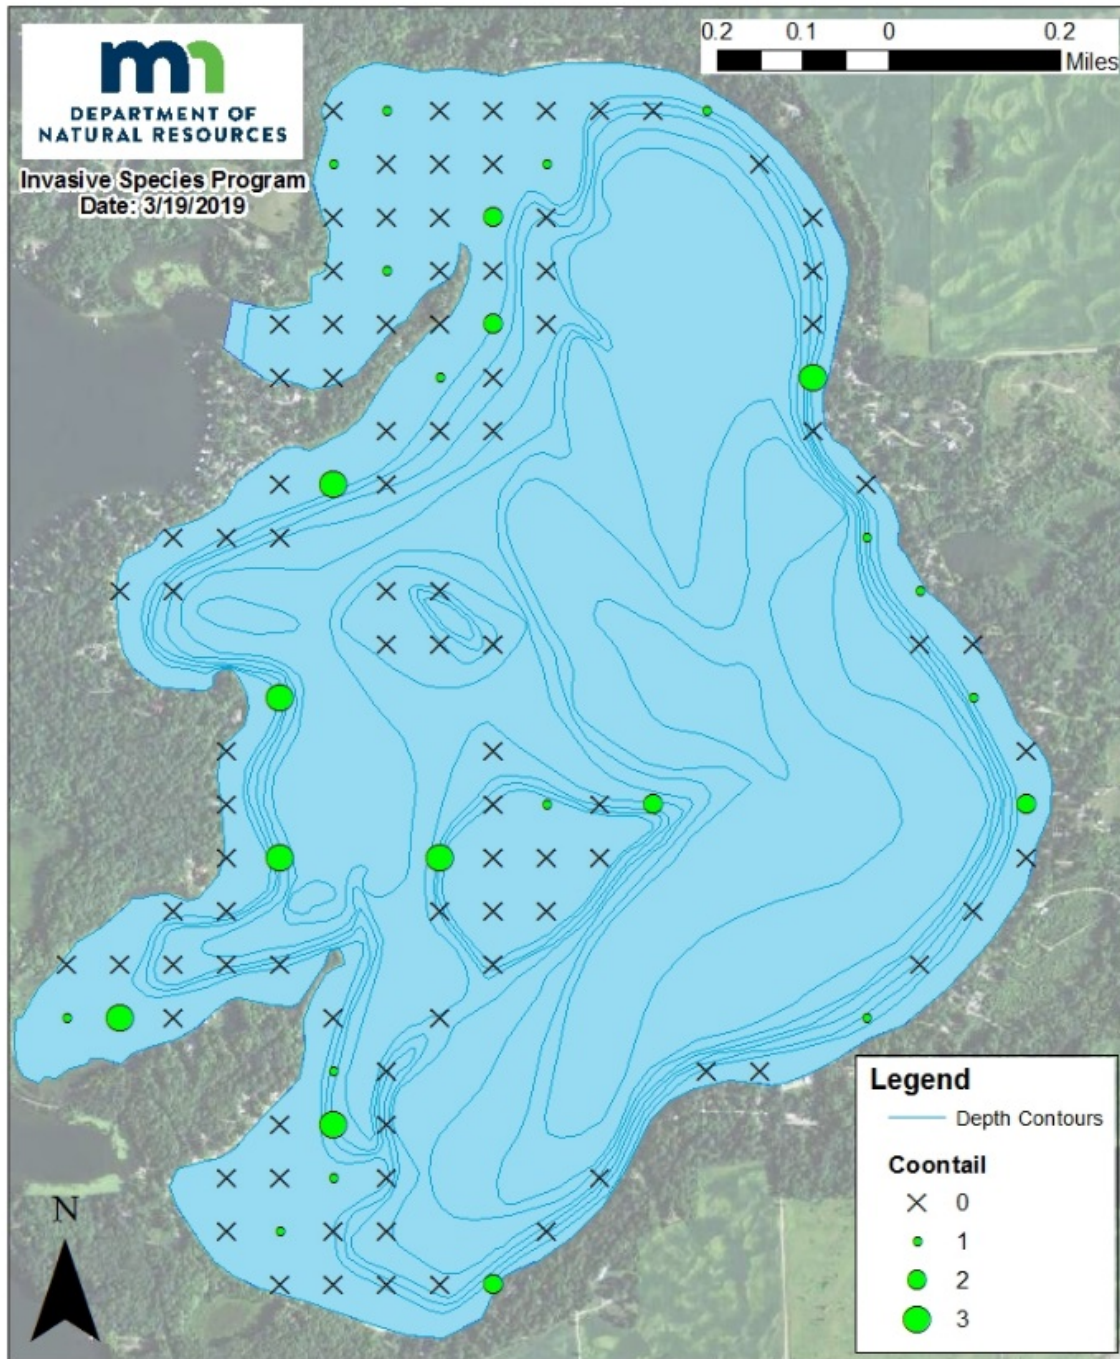 0.2 0.1 0 0.2
Miles
mn
DEPARTMENT OF
NATURAL RESOURCES
Invasive Species Program
Date: 3/19/2019
Legend
Depth Contours
Coontail
0
1
2
3
N